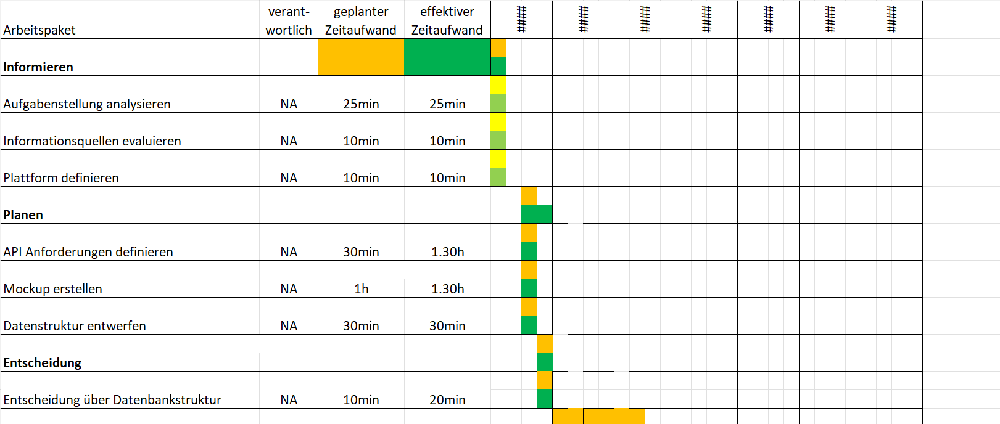 Arbeitspaket verant-wortlich geplanter Zeitaufwand effektiver Zeitaufwand ##### ##### ##### ##### ##### ##### #####
Informieren
Aufgabenstellung analysieren NA 25min 25min
Informationsquellen evaluieren NA 10min 10min
Plattform definieren NA 10min 10min
Planen
API Anforderungen definieren NA 30min 1.30h
Mockup erstellen NA 1h 1.30h
Datenstruktur entwerfen NA 30min 30min
Entscheidung
Entscheidung über Datenbankstruktur NA 10min 20min